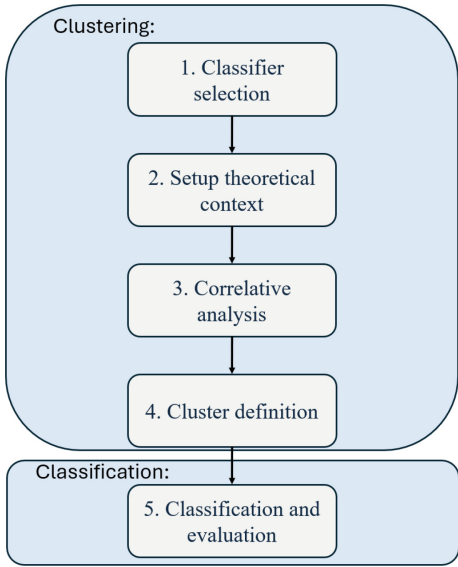 Clustering:
1. Classifier
selection
2. Setup theoretical
context
3. Correlative
analysis
4. Cluster definition
Classification:
5. Classification and
evaluation